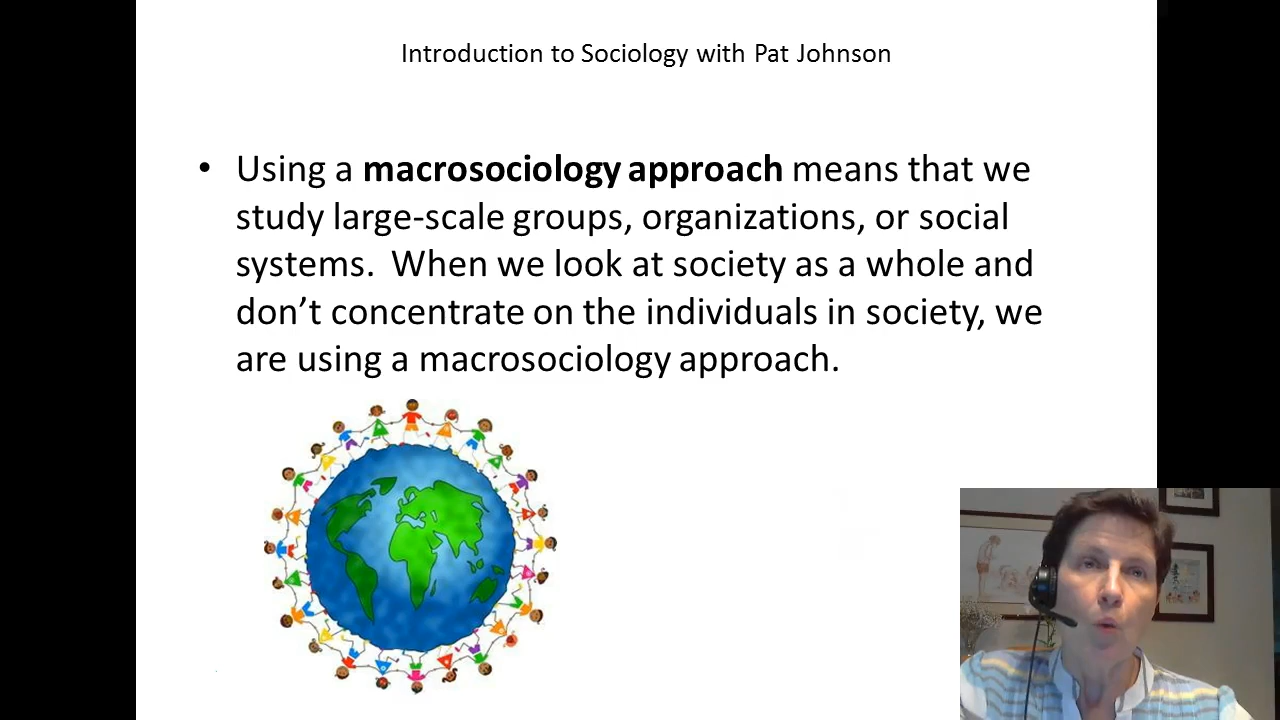 Introduction to Sociology with Pat Johnson
• Using a macrosociology approach means that we
study large-scale groups, organizations, or social
systems.  When we look at society as a whole and
don’t concentrate on the individuals in society, we
are using a macrosociology approach.